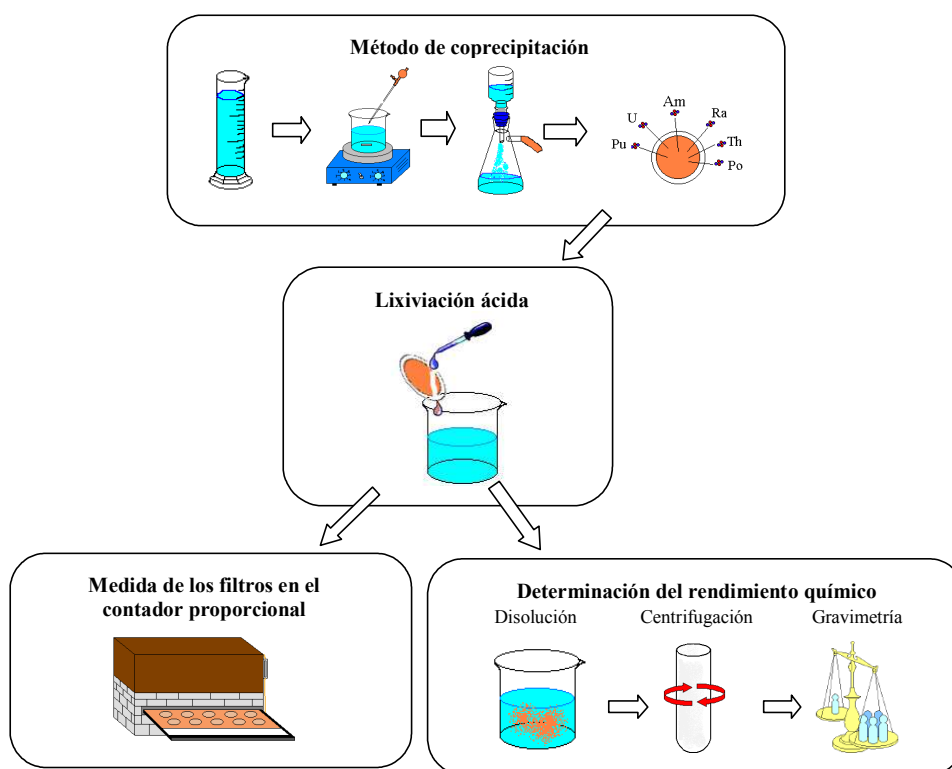 Método de coprecipitación
Am
U
Ra
Pu
Th
Po
Lixiviación ácida
Medida de los filtros en el
contador proporcional
Determinación del rendimiento químico
Disolución
Centrifugación
Gravimetría